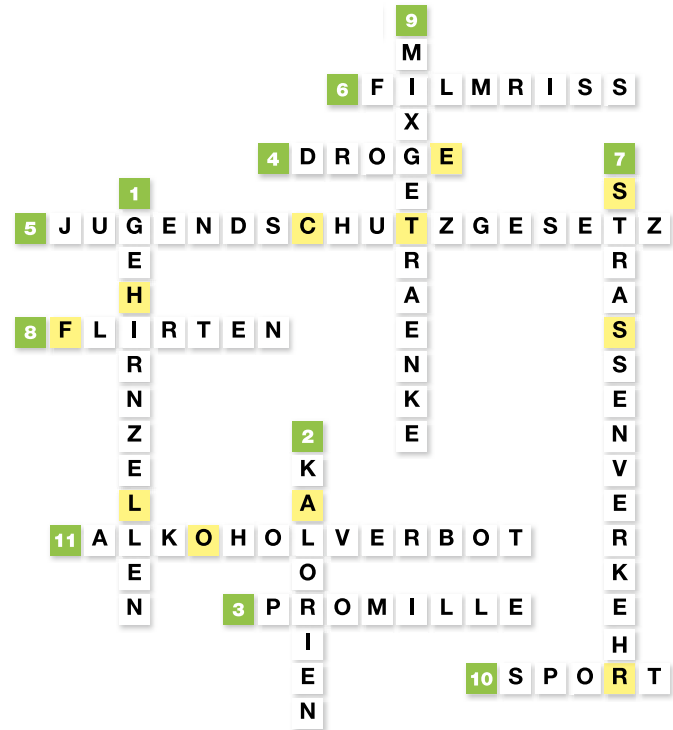 9 MIXGETRAENKE
6 FILMRISS
4 DROGE
7 STRASSENVERKEHR
1 GEHIRNZELLEN
5 JUGENDSCHUTZGESETZ
8 FLIRTEN
2 KALORIEN
11 ALKOHOLVERBOT
3 PROMILLE
10 SPORT